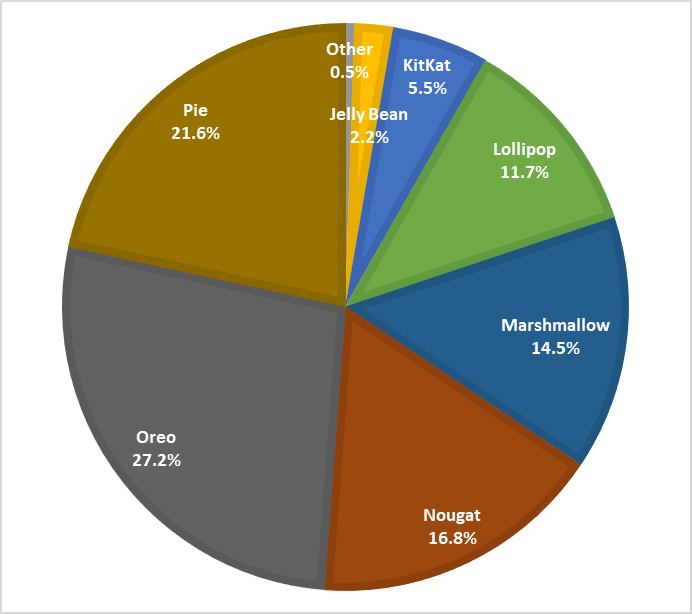 Other
0.5%
Jelly Bean
2.2%
KitKat
5.5%
Lollipop
11.7%
Marshmallow
14.5%
Nougat
16.8%
Oreo
27.2%
Pie
21.6%